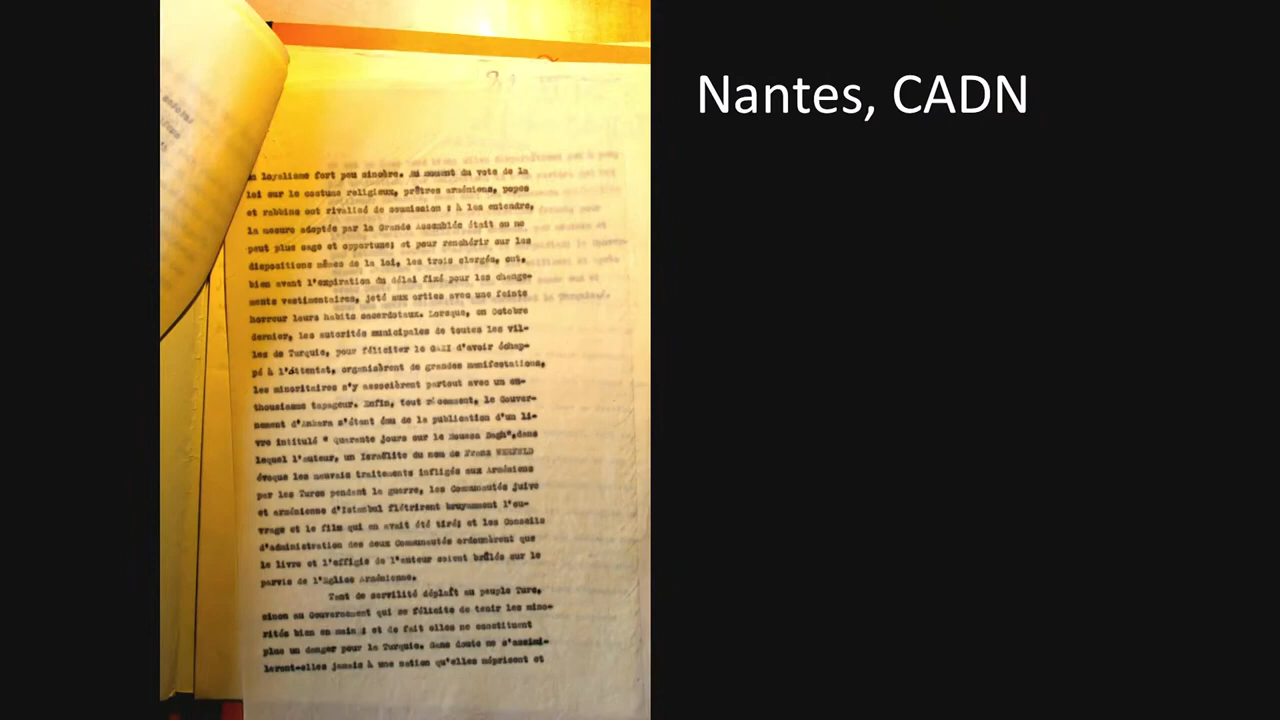 Nantes, CADN
un loyalisme fort peu sincère. Au moment du vote de la
loi sur le costume religieux, prêtres arméniens, popes
et rabbins ont rivalisé de soumission : à les entendre,
la mesure adoptée par la Grande Assemblée était on ne
peut plus sage et opportune; et pour renchérir sur les
dispositions mêmes de la loi, les trois clergés, ont,
bien avant l'expiration du délai fixé pour les change-
ments vestimentaires, jeté aux orties avec une feinte
horreur leurs habits sacerdotaux. Lorsque, en Octobre
dernier, les autorités municipales de toutes les vil-
les de Turquie, pour féliciter le GAZI d'avoir échap-
pé à l'attentat, organisèrent de grandes manifestations,
les minoritaires s'y associèrent partout avec un en-
thousiasme tapageur. Enfin, tout récemment, le Gouver-
nement d'Ankara s'étant ému de la publication d'un li-
vre intitulé " quarante jours sur le Moussa Dagh",dans
lequel l'auteur, un Israëlite du nom de Franz WERFELD
évoque les mauvais traitements infligés aux Arméniens
par les Turcs pendant la guerre, les Communautés juive
et arménienne d'Istanbul flétrirent bruyamment l'ou-
vrage et le film qui en avait été tiré; et les Conseils
d'administration des deux Communautés ordonnèrent que
le livre et l'effigie de l'auteur soient brûlés sur le
parvis de l'Eglise Arménienne.
Tant de servilité déplaît au peuple Turc,
sinon au Gouvernement qui se félicite de tenir les mino-
rités bien en main ; et de fait elles ne constituent
plus un danger pour la Turquie. Sans doute ne s'assimi-
leront-elles jamais à une nation qu'elles méprisent et